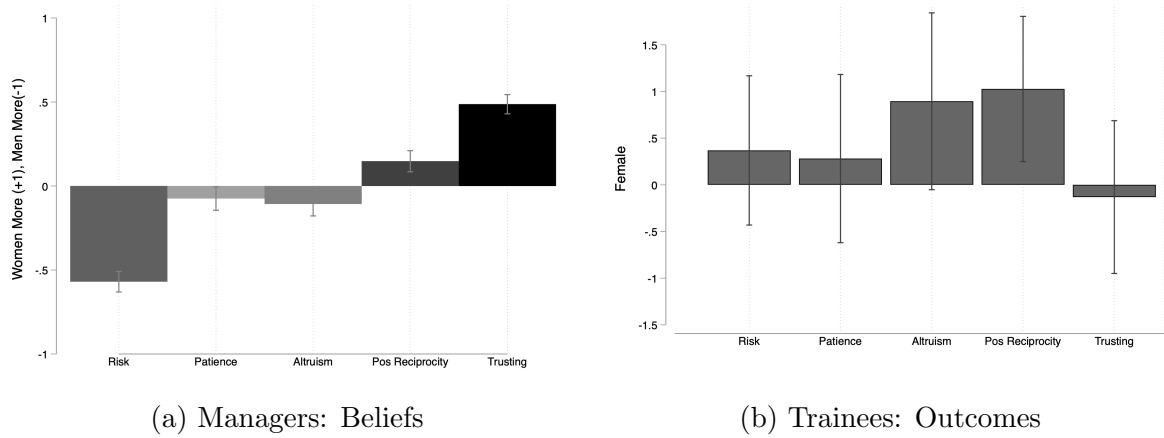 Women More (+1), Men More(-1)
1
.5
0
-.5
-1
Risk Patience Altruism Pos Reciprocity Trusting
(a) Managers: Beliefs
Female
1.5
1
.5
0
-.5
-1
-1.5
Risk Patience Altruism Pos Reciprocity Trusting
(b) Trainees: Outcomes